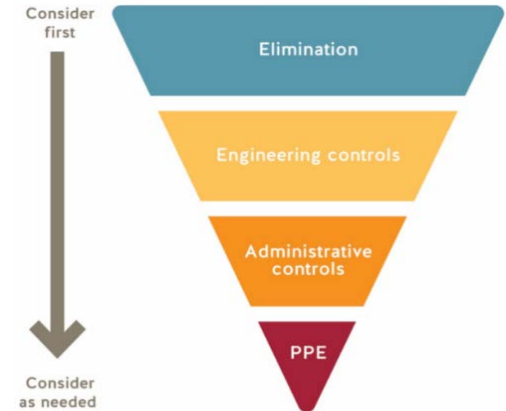 Consider
first
Elimination
Engineering controls
Administrative
controls
PPE
Consider
as needed